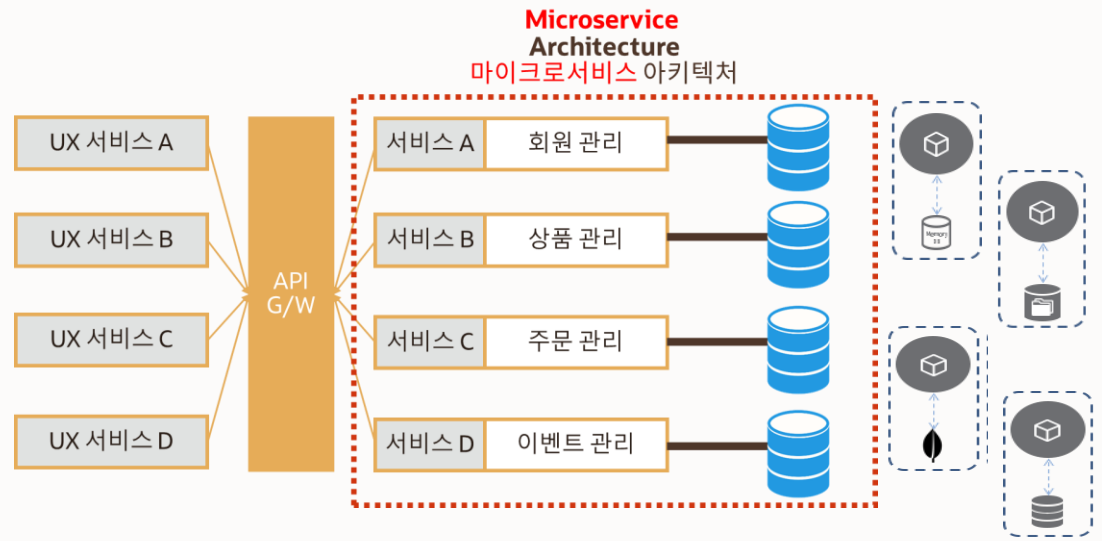 Microservice
Architecture
마이크로서비스 아키텍처
UX 서비스 A
UX 서비스 B
UX 서비스 C
UX 서비스 D
API
G/W
서비스 A 회원 관리
서비스 B 상품 관리
서비스 C 주문 관리
서비스 D 이벤트 관리
Memory
DB